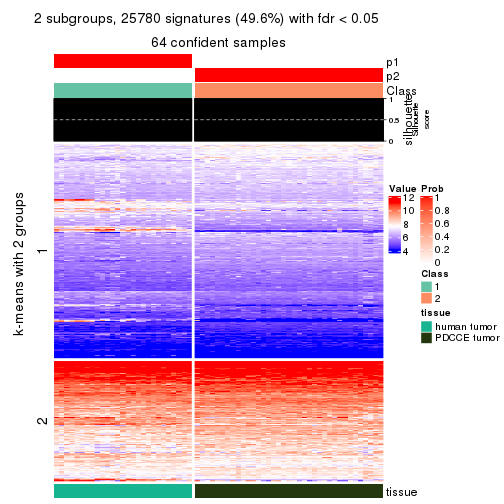 2 subgroups, 25780 signatures (49.6%) with fdr < 0.05
64 confident samples
p1
p2
Class
1
0.5
0
silhouette
Silhouette
score
k-means with 2 groups
1
2
tissue
Value
12
10
8
6
4
Prob
1
0.8
0.6
0.4
0.2
0
Class
1
2
tissue
human tumor
PDCCE tumor